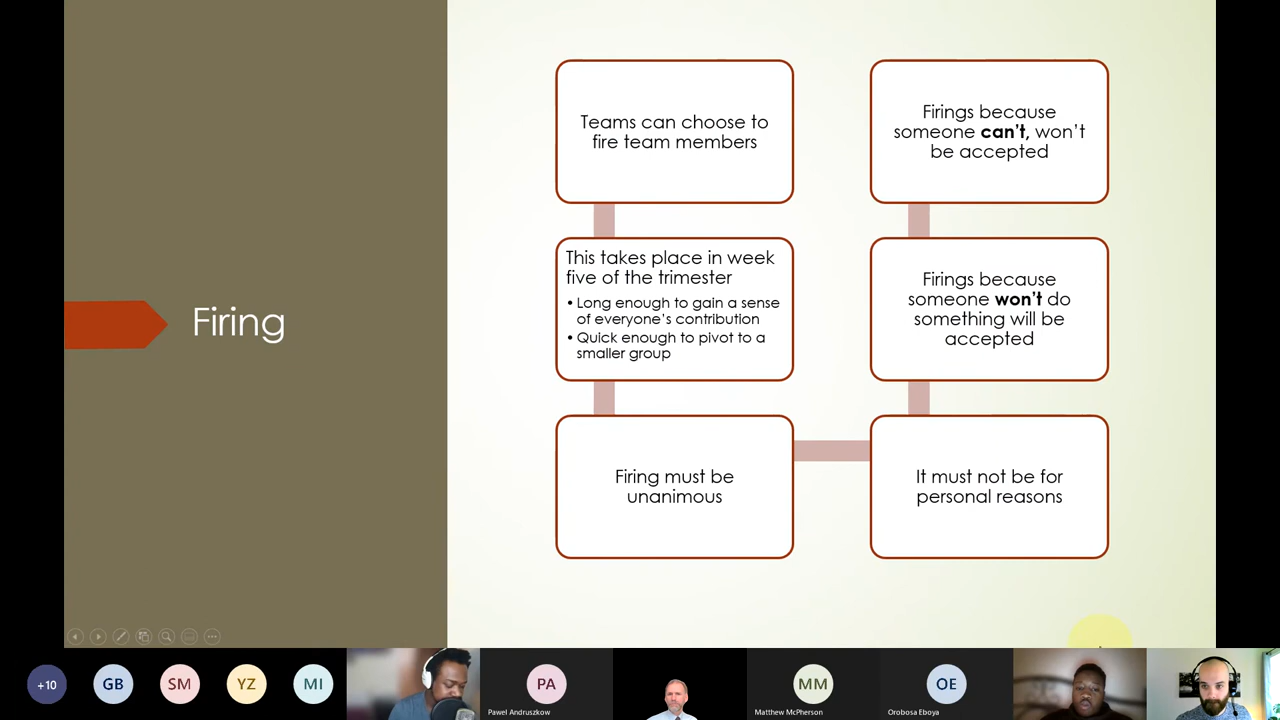 Firing
Teams can choose to
fire team members
This takes place in week
five of the trimester
• Long enough to gain a sense
of everyone's contribution
• Quick enough to pivot to a
smaller group
Firing must be
unanimous
It must not be for
personal reasons
Firings because
someone won't do
something will be
accepted
Firings because
someone can't, won't
be accepted
+10
GB
SM
YZ
MI
PA
Pawel Andruszkow
MM
Matthew McPherson
OE
Orobosa Eboya